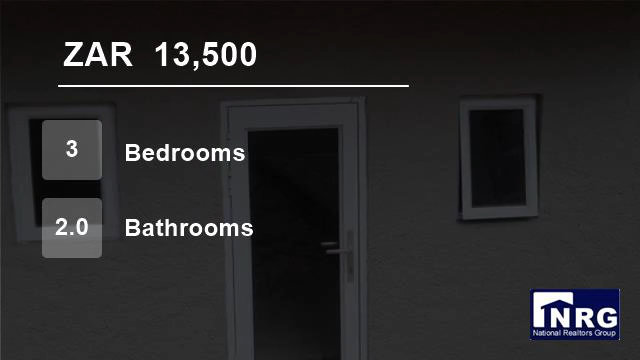 ZAR 13,500
3 Bedrooms
2.0 Bathrooms
NRG
National Realtors Group